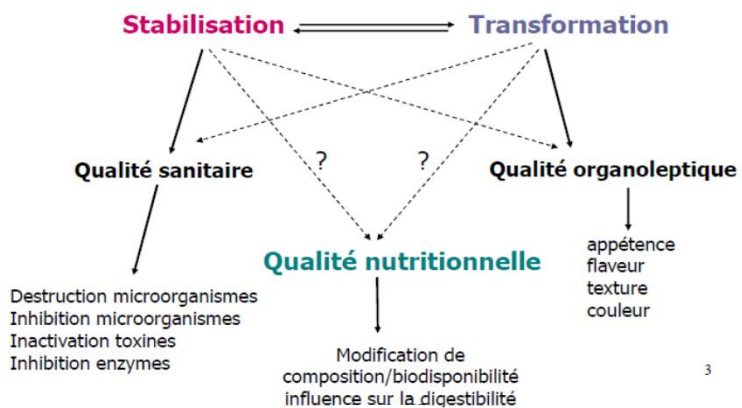 Stabilisation
Transformation
?
?
Qualité sanitaire
Qualité organoleptique
Qualité nutritionnelle
appétence
flaveur
texture
couleur
Destruction microorganismes
Inhibition microorganismes
Inactivation toxines
Inhibition enzymes
Modification de
composition/biodisponibilité
influence sur la digestibilité
3